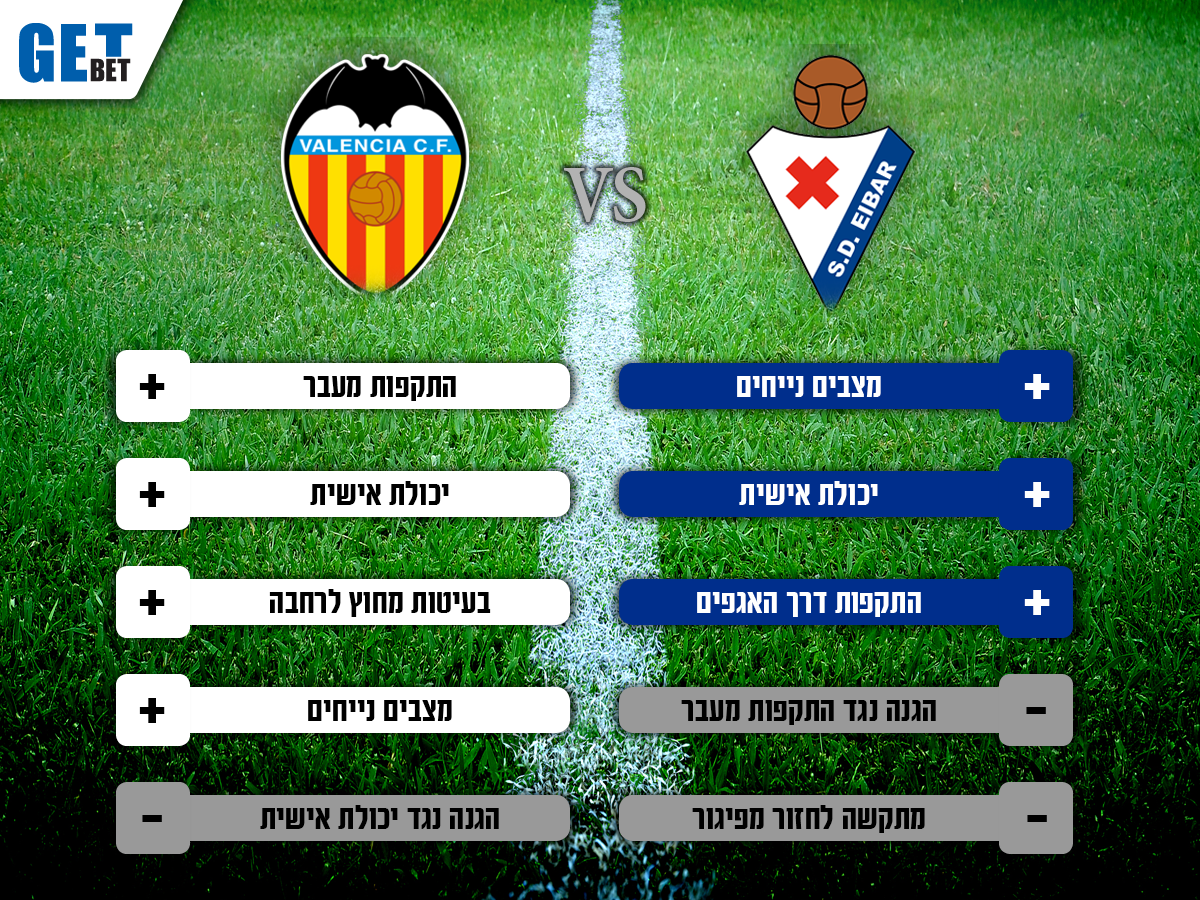 GET
BET
VALENCIA C.F.
VS
S.D. EIBAR
+ התקפות מעבר
מצבים נייחים +
+ יכולת אישית
יכולת אישית +
+ בעיטות מחוץ לרחבה
התקפות דרך האגפים +
+ מצבים נייחים
הגנה נגד התקפות מעבר -
- הגנה נגד יכולת אישית
מתקשה לחזור מפיגור -